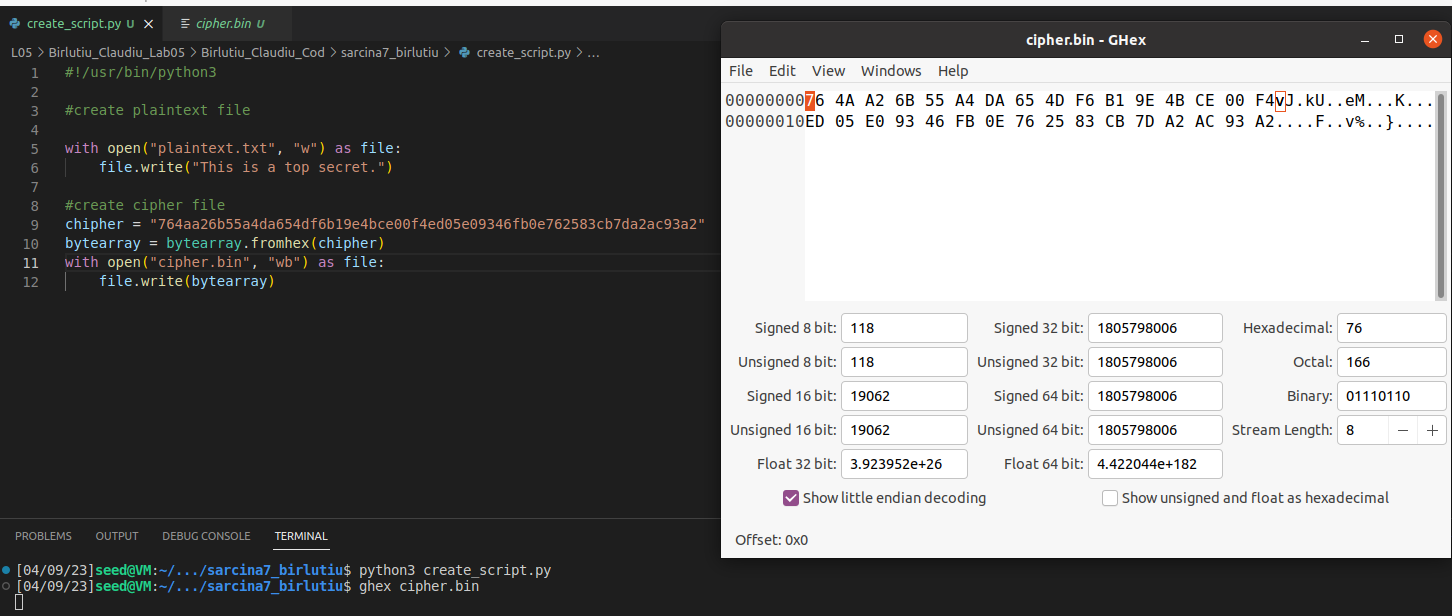 create_script.py U
cipher.bin U
L05 > Birlutiu_Claudiu_Lab05 > Birlutiu_Claudiu_Cod > sarcina7_birlutiu > create_script.py > ...
1 #!/usr/bin/python3
2
3 #create plaintext file
4
5 with open("plaintext.txt", "w") as file:
6 file.write("This is a top secret.")
7
8 #create cipher file
9 chipher = "764aa26b55a4da654df6b19e4bce00f4ed05e09346fb0e762583cb7da2ac93a2"
10 bytearray = bytearray.fromhex(chipher)
11 with open("cipher.bin", "wb") as file:
12 file.write(bytearray)
PROBLEMS OUTPUT DEBUG CONSOLE TERMINAL
[04/09/23]seed@VM:~/.../sarcina7_birlutiu$ python3 create_script.py
[04/09/23]seed@VM:~/.../sarcina7_birlutiu$ ghex cipher.bin
cipher.bin - GHex
File Edit View Windows Help
00000000 76 4A A2 6B 55 A4 DA 65 4D F6 B1 9E 4B CE 00 F4 vJ.kU..eM...K...
00000010 ED 05 E0 93 46 FB 0E 76 25 83 CB 7D A2 AC 93 A2 ....F..v%..}....
Signed 8 bit: 118 Signed 32 bit: 1805798006 Hexadecimal: 76
Unsigned 8 bit: 118 Unsigned 32 bit: 1805798006 Octal: 166
Signed 16 bit: 19062 Signed 64 bit: 1805798006 Binary: 01110110
Unsigned 16 bit: 19062 Unsigned 64 bit: 1805798006 Stream Length: 8
Float 32 bit: 3.923952e+26 Float 64 bit: 4.422044e+182
Show little endian decoding Show unsigned and float as hexadecimal
Offset: 0x0